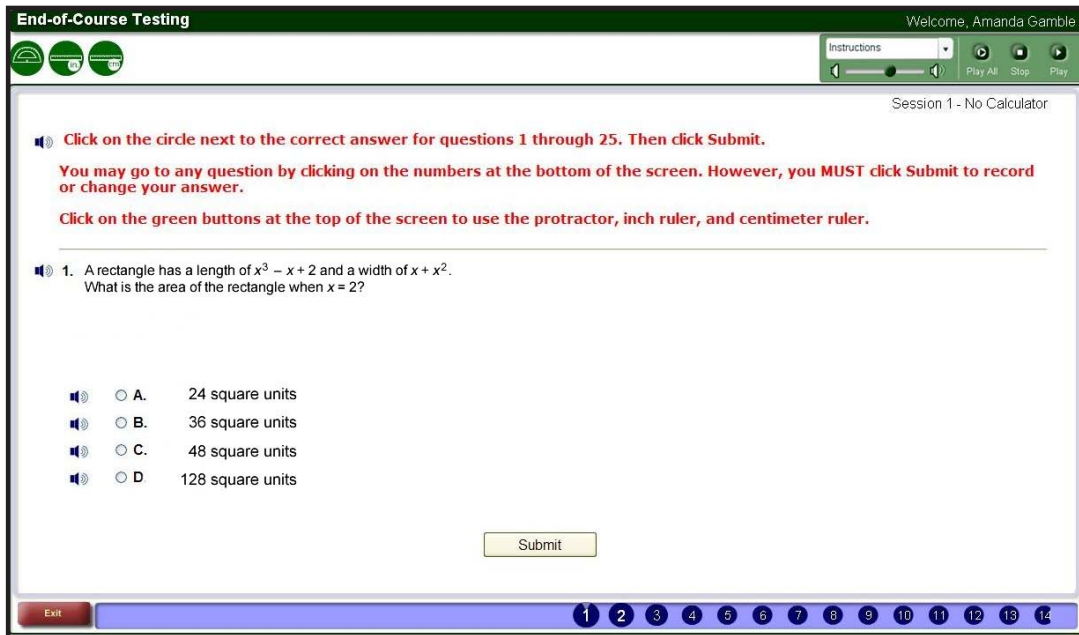 End-of-Course Testing
Welcome, Amanda Gamble
in.
cm
Instructions
Play All Stop Play
Session 1 - No Calculator
Click on the circle next to the correct answer for questions 1 through 25. Then click Submit.
You may go to any question by clicking on the numbers at the bottom of the screen. However, you MUST click Submit to record
or change your answer.
Click on the green buttons at the top of the screen to use the protractor, inch ruler, and centimeter ruler.
1. A rectangle has a length of x³ – x + 2 and a width of x + x².
What is the area of the rectangle when x = 2?
A. 24 square units
B. 36 square units
C. 48 square units
D 128 square units
Submit
Exit
1 2 3 4 5 6 7 8 9 10 11 12 13 14